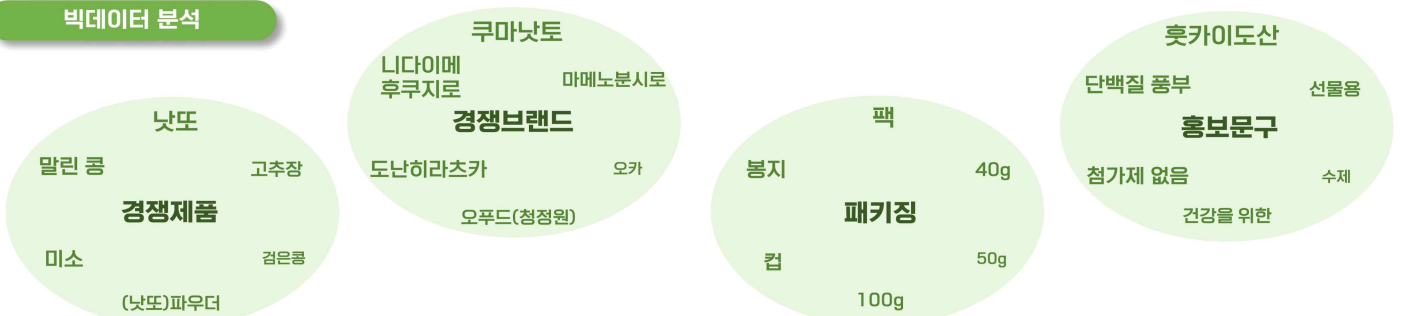 빅데이터 분석
낫또
말린 콩
고추장
경쟁제품
미소
검은콩
(낫또)파우더
쿠마낫토
니다이메
후쿠지로
마메노분시로
경쟁브랜드
도난히라츠카
오카
오푸드(청정원)
팩
봉지
40g
패키징
컵
50g
100g
훗카이도산
단백질 풍부
선물용
홍보문구
첨가제 없음
수제
건강을 위한